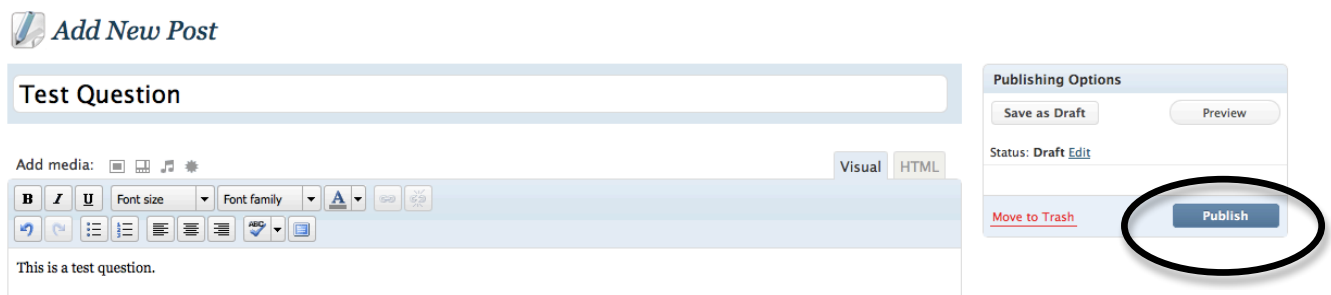 Add New Post
Test Question
Publishing Options
Save as Draft Preview
Status: Draft Edit
Move to Trash Publish
Add media:
Visual HTML
B I U Font size Font family A
ABC
This is a test question.